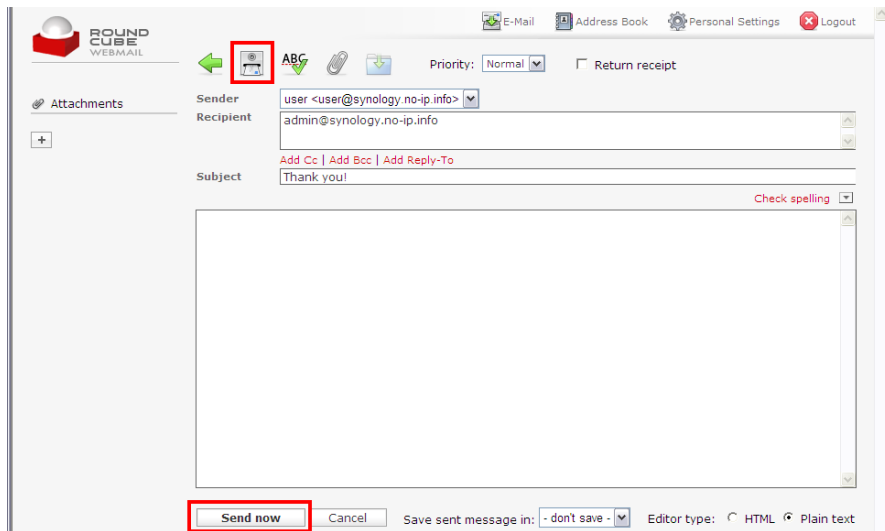 ROUND
CUBE
WEBMAIL
E-Mail Address Book Personal Settings Logout
ABC Priority: Normal Return receipt
Attachments
Sender user <user@synology.no-ip.info>
Recipient admin@synology.no-ip.info
+
Add Cc | Add Bcc | Add Reply-To
Subject Thank you!
Check spelling
Send now Cancel Save sent message in: - don't save - Editor type: HTML Plain text